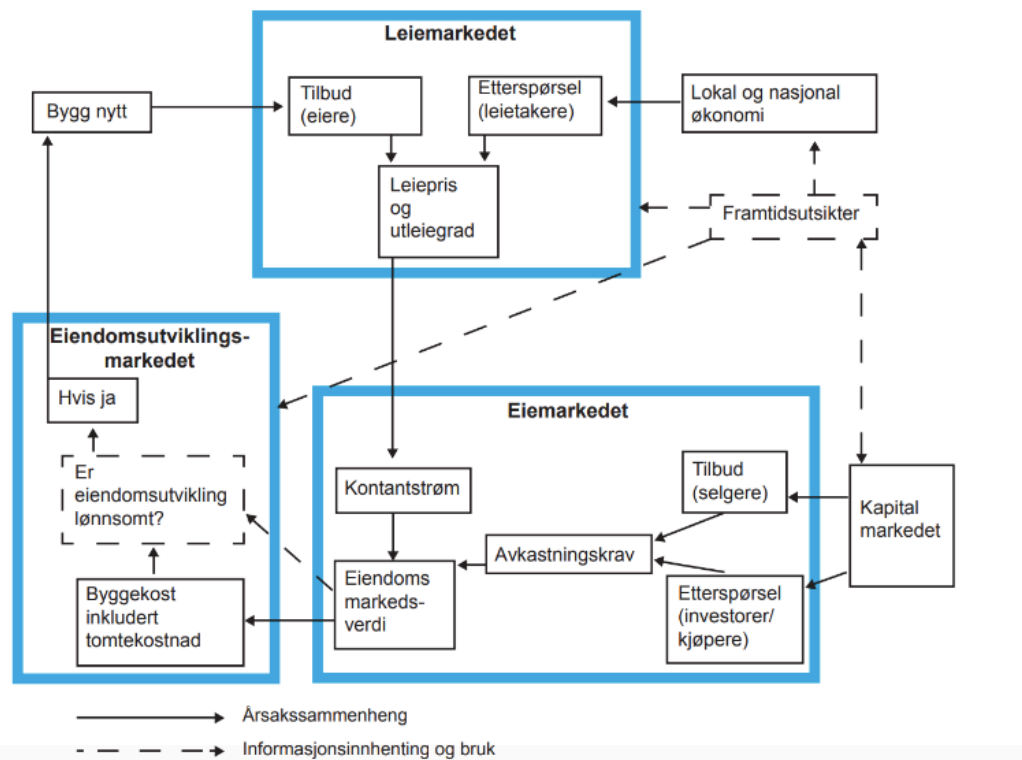 Leiemarkedet
Bygg nytt
Tilbud
(eiere)
Etterspørsel
(leietakere)
Lokal og nasjonal
økonomi
Leiepris
og
utleiegrad
Framtidsutsikter
Eiendomsutviklings-
markedet
Hvis ja
Er
eiendomsutvikling
lønnsomt?
Byggekost
inkludert
tomtekostnad
Eiemarkedet
Kontantstrøm
Eiendoms
markeds-
verdi
Avkastningskrav
Tilbud
(selgere)
Etterspørsel
(investorer/
kjøpere)
Kapital
markedet
Årsakssammenheng
Informasjonsinnhenting og bruk